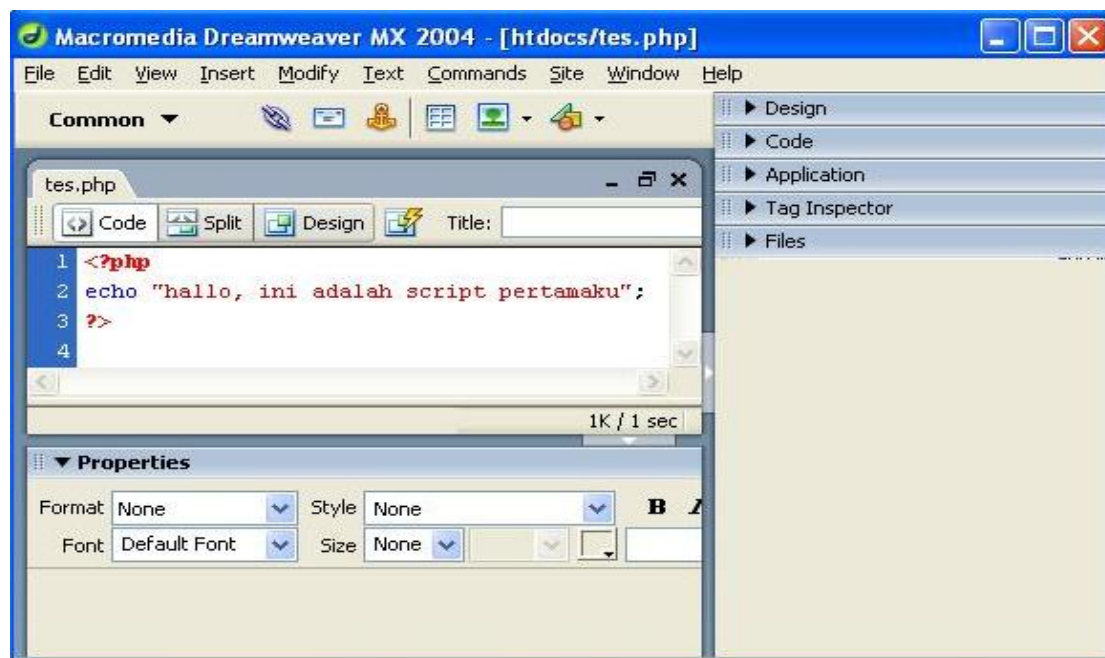 Macromedia Dreamweaver MX 2004 - [htdocs/tes.php]
File Edit View Insert Modify Text Commands Site Window Help
Common
Design
Code
Application
Tag Inspector
Files
tes.php
Code Split Design Title:
1 <?php
2 echo "hallo, ini adalah script pertamaku";
3 ?>
4
1K / 1 sec
Properties
Format None Style None B I
Font Default Font Size None